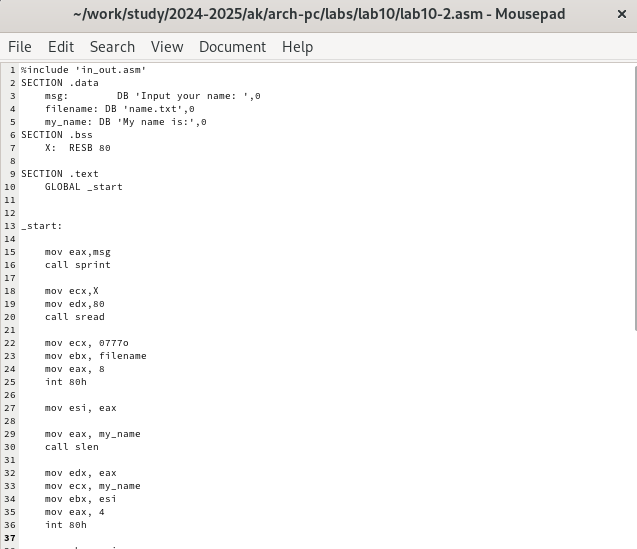 ~/work/study/2024-2025/ak/arch-pc/labs/lab10/lab10-2.asm - Mousepad
File Edit Search View Document Help
1 %include 'in_out.asm'
2 SECTION .data
3     msg:        DB 'Input your name: ',0
4     filename: DB 'name.txt',0
5     my_name: DB 'My name is:',0
6 SECTION .bss
7     X:  RESB 80
8
9 SECTION .text
10     GLOBAL _start
11
12
13 _start:
14
15     mov eax,msg
16     call sprint
17
18     mov ecx,X
19     mov edx,80
20     call sread
21
22     mov ecx, 0777o
23     mov ebx, filename
24     mov eax, 8
25     int 80h
26
27     mov esi, eax
28
29     mov eax, my_name
30     call slen
31
32     mov edx, eax
33     mov ecx, my_name
34     mov ebx, esi
35     mov eax, 4
36     int 80h
37